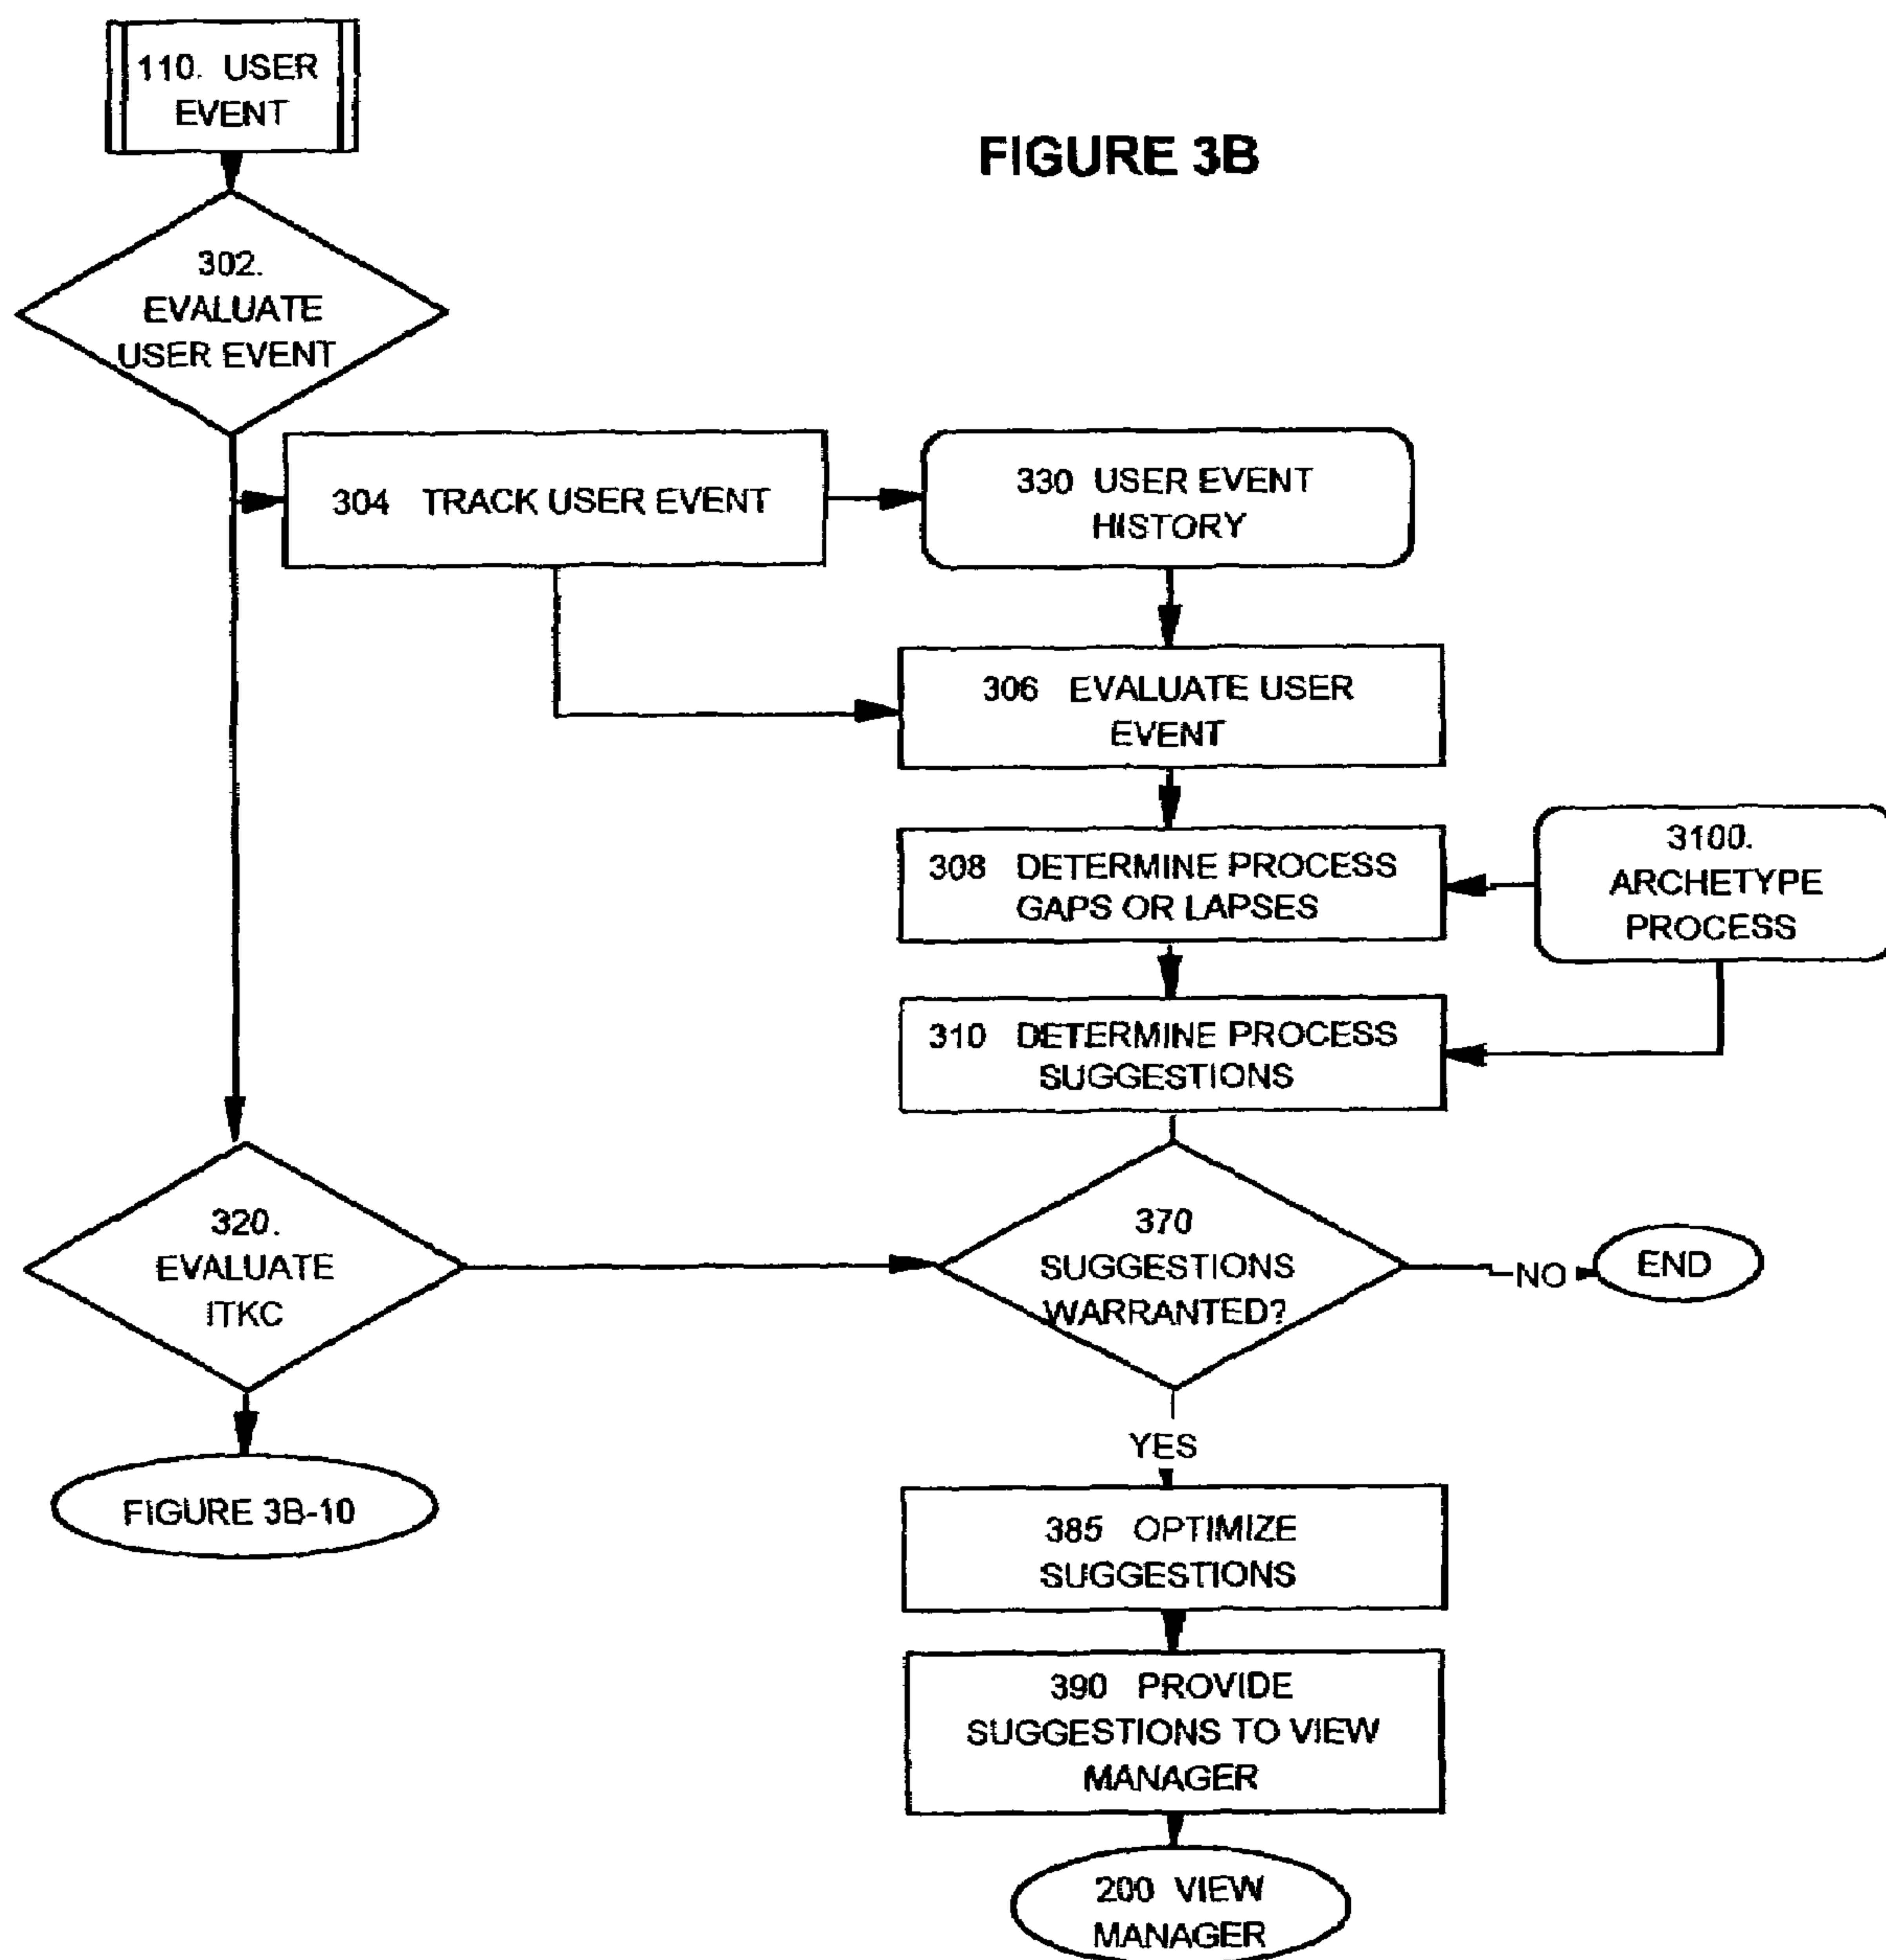 110. USER
EVENT
FIGURE 3B
302.
EVALUATE
USER EVENT
304 TRACK USER EVENT
330 USER EVENT
HISTORY
306 EVALUATE USER
EVENT
308 DETERMINE PROCESS
GAPS OR LAPSES
3100.
ARCHETYPE
PROCESS
310 DETERMINE PROCESS
SUGGESTIONS
320.
EVALUATE
ITKC
370
SUGGESTIONS
WARRANTED?
NO
END
YES
FIGURE 3B-10
385 OPTIMIZE
SUGGESTIONS
390 PROVIDE
SUGGESTIONS TO VIEW
MANAGER
200 VIEW
MANAGER